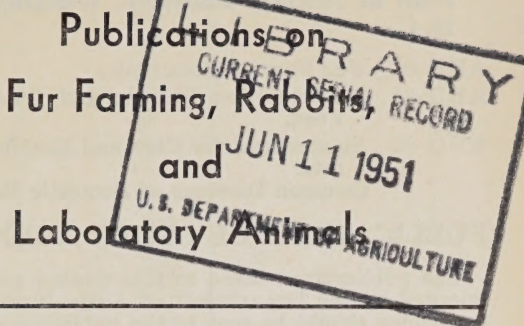 Publications on
Fur Farming, Rabbits,
and
Laboratory Animals
LIBRARY
CURRENT SERIAL RECORD
JUN 11 1951
U. S. DEPARTMENT OF AGRICULTURE